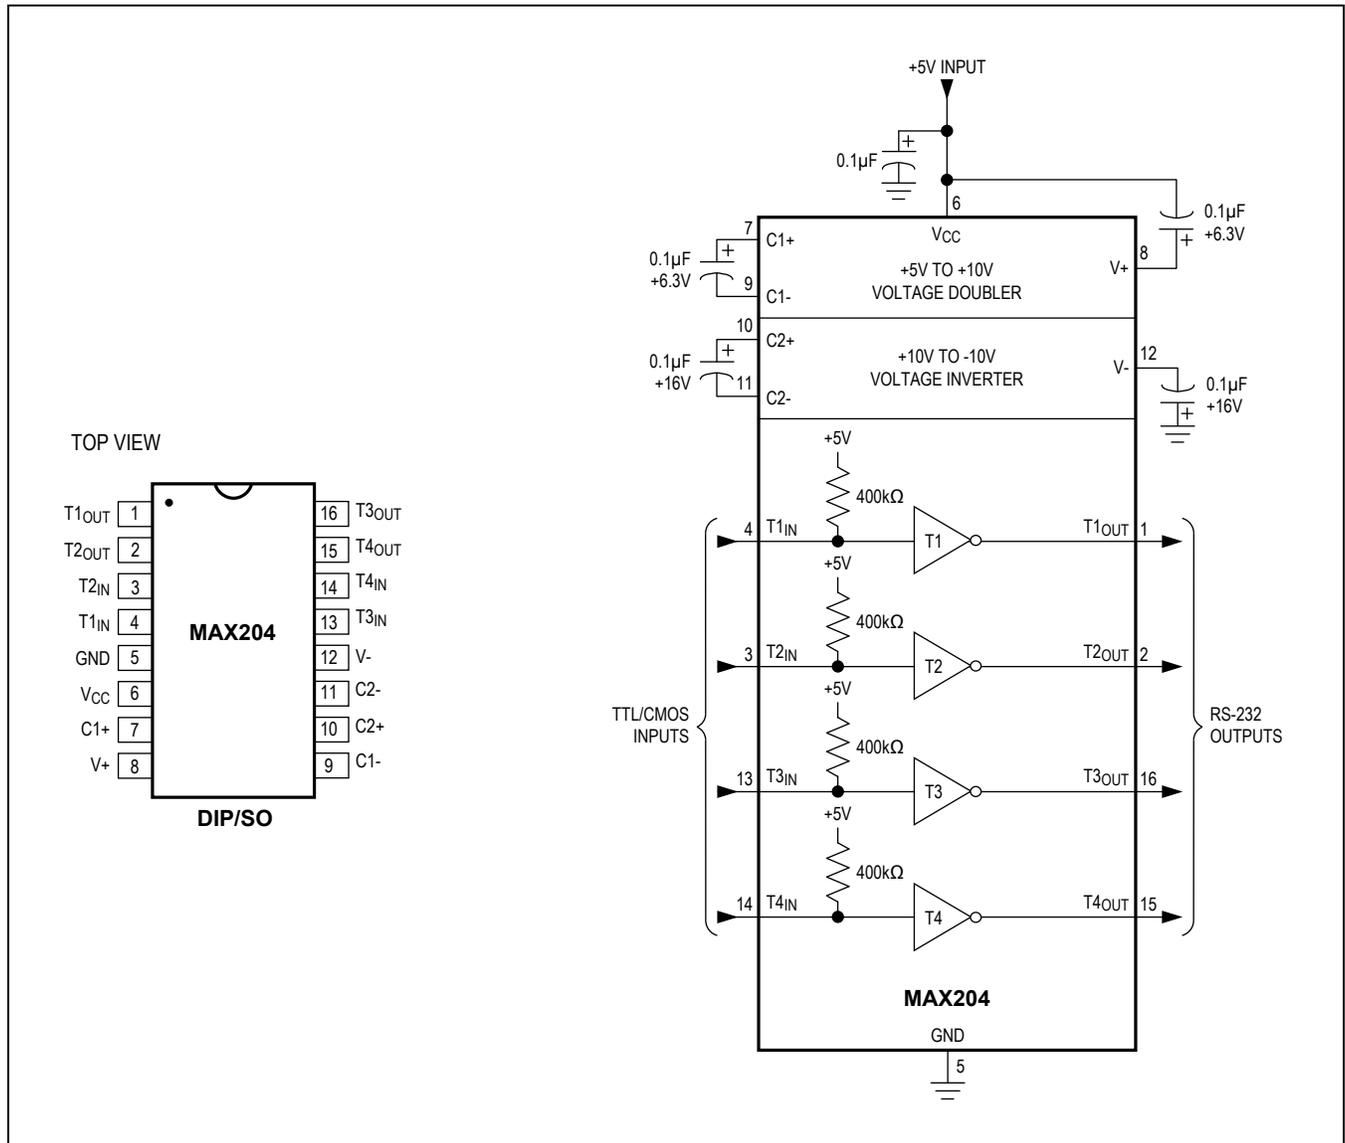 TOP VIEW
T1OUT 1
T2OUT 2
T2IN 3
T1IN 4
GND 5
VCC 6
C1+ 7
V+ 8
MAX204
16 T3OUT
15 T4OUT
14 T4IN
13 T3IN
12 V-
11 C2-
10 C2+
9 C1-
DIP/SO
+5V INPUT
0.1µF
+
6
VCC
7
C1+
0.1µF
+6.3V
+
9
C1-
+5V TO +10V
VOLTAGE DOUBLER
V+
8
0.1µF
+6.3V
+
10
C2+
0.1µF
+16V
+
11
C2-
+10V TO -10V
VOLTAGE INVERTER
V-
12
0.1µF
+16V
+
TTL/CMOS
INPUTS
+5V
400kΩ
4 T1IN
T1
T1OUT 1
+5V
400kΩ
3 T2IN
T2
T2OUT 2
+5V
400kΩ
13 T3IN
T3
T3OUT 16
+5V
400kΩ
14 T4IN
T4
T4OUT 15
RS-232
OUTPUTS
MAX204
GND
5